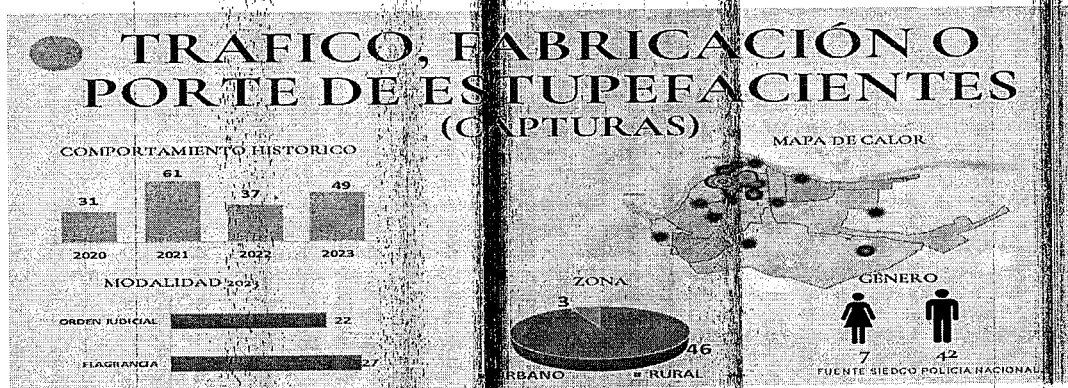 TRAFICO, FABRICACIÓN O
PORTE DE ESTUPEFACIENTES
(CAPTURAS)
COMPORTAMIENTO HISTORICO
31
61
37
49
2020
2021
2022
2023
MODALIDAD 2023
ORDEN JUDICIAL
22
FLAGRANCIA
27
MAPA DE CALOR
ZONA
3
46
URBANO
RURAL
GÉNERO
7
42
FUENTE SIEDCO POLICIA NACIONAL